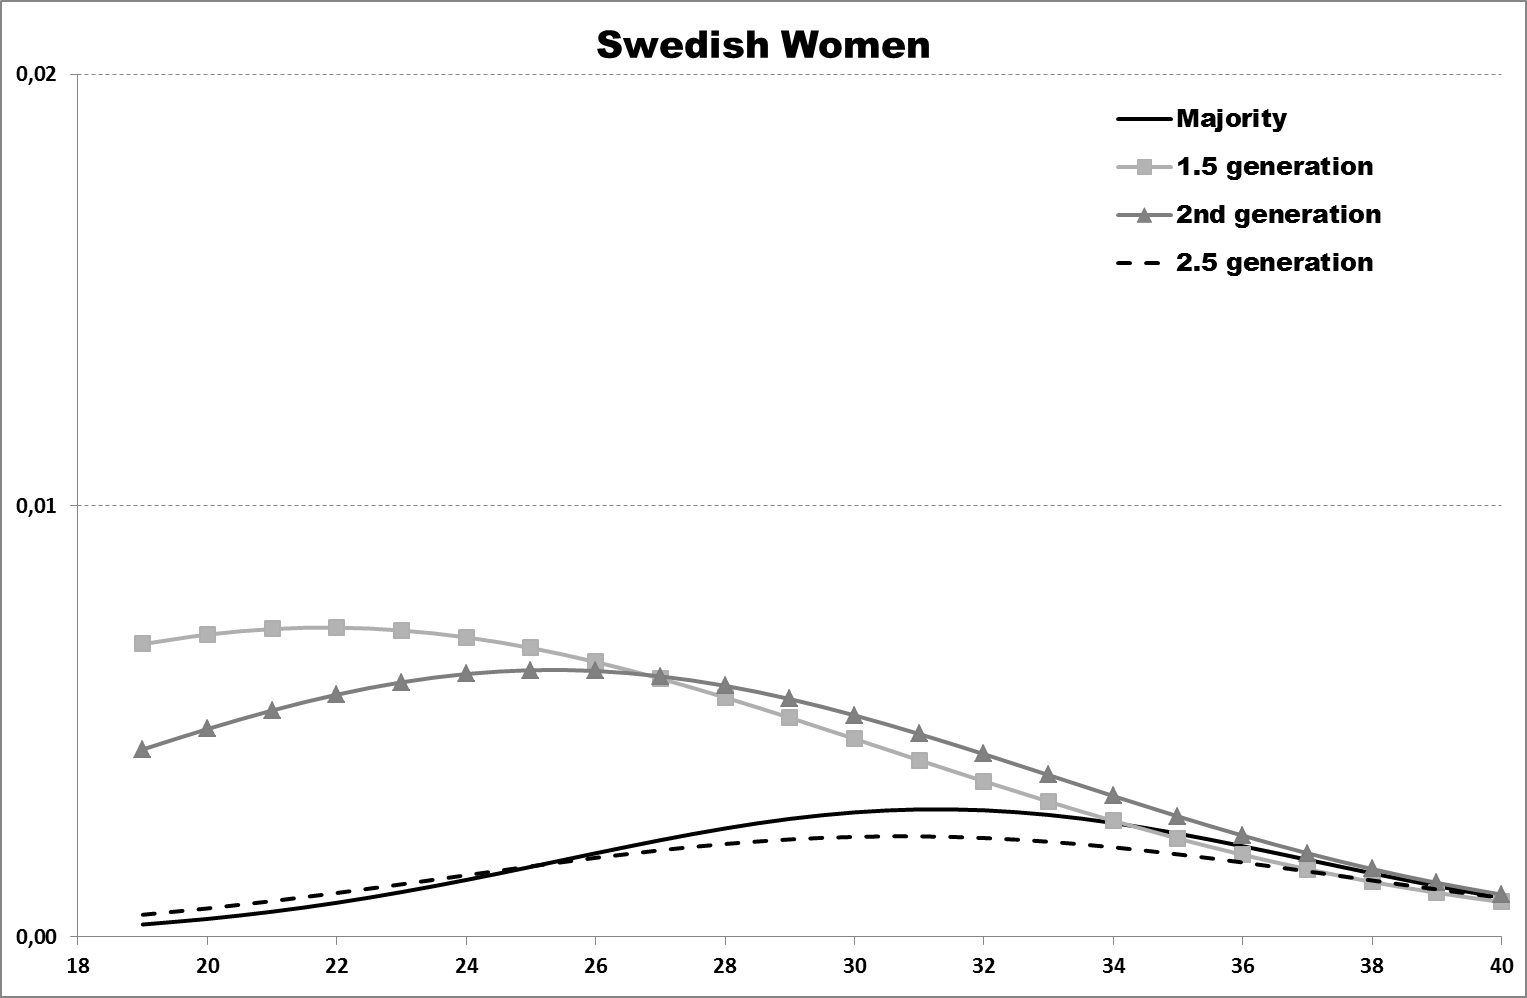 Swedish Women
0,02
Majority
1.5 generation
2nd generation
2.5 generation
0,01
0,00
18 20 22 24 26 28 30 32 34 36 38 40